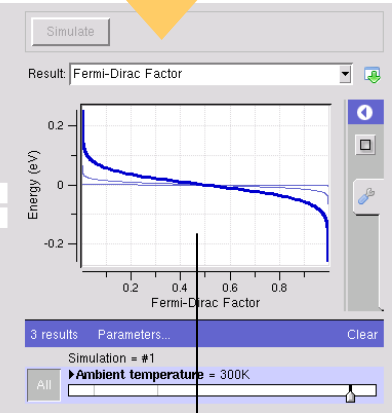 Simulate
Result: Fermi-Dirac Factor
0.2
0
-0.2
Energy (eV)
0.2 0.4 0.6 0.8
Fermi-Dirac Factor
3 results Parameters... Clear
Simulation = #1
All
Ambient temperature = 300K